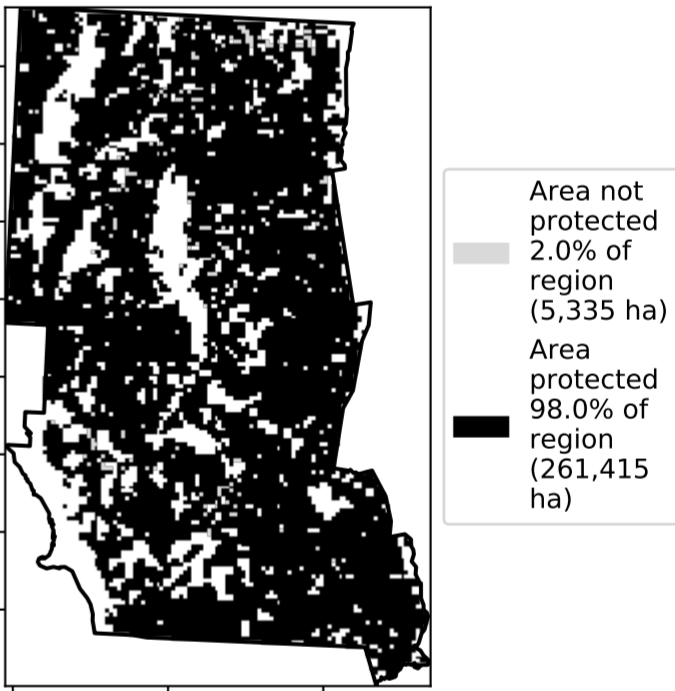 Area not
protected
2.0% of
region
(5,335 ha)
Area
protected
98.0% of
region
(261,415
ha)